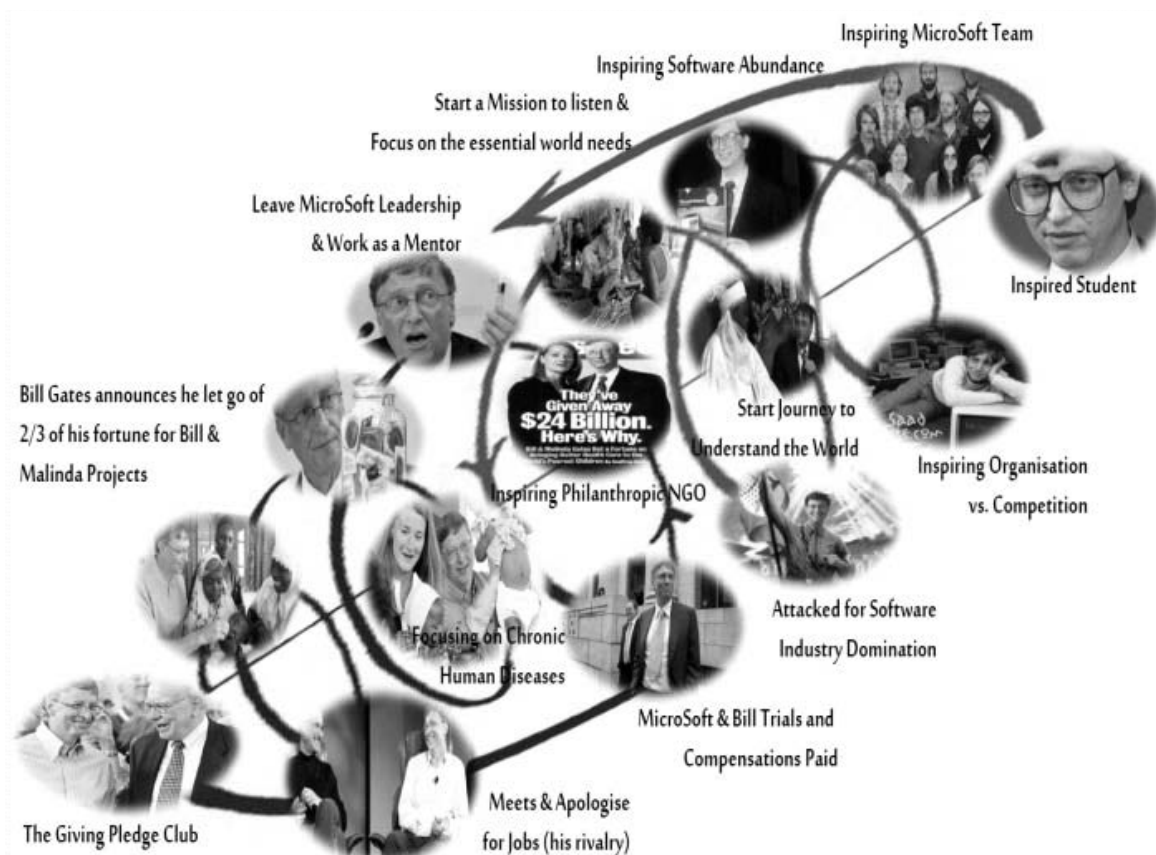 Inspiring MicroSoft Team
Inspiring Software Abundance
Start a Mission to listen &
Focus on the essential world needs
Leave MicroSoft Leadership
& Work as a Mentor
Inspired Student
Bill Gates announces he let go of
2/3 of his fortune for Bill &
Malinda Projects
They've
Given Away
$24 Billion.
Here's Why.
Inspiring Philanthropic NGO
Start Journey to
Understand the World
Inspiring Organisation
vs. Competition
Focusing on Chronic
Human Diseases
Attacked for Software
Industry Domination
MicroSoft & Bill Trials and
Compensations Paid
Meets & Apologise
for Jobs (his rivalry)
The Giving Pledge Club